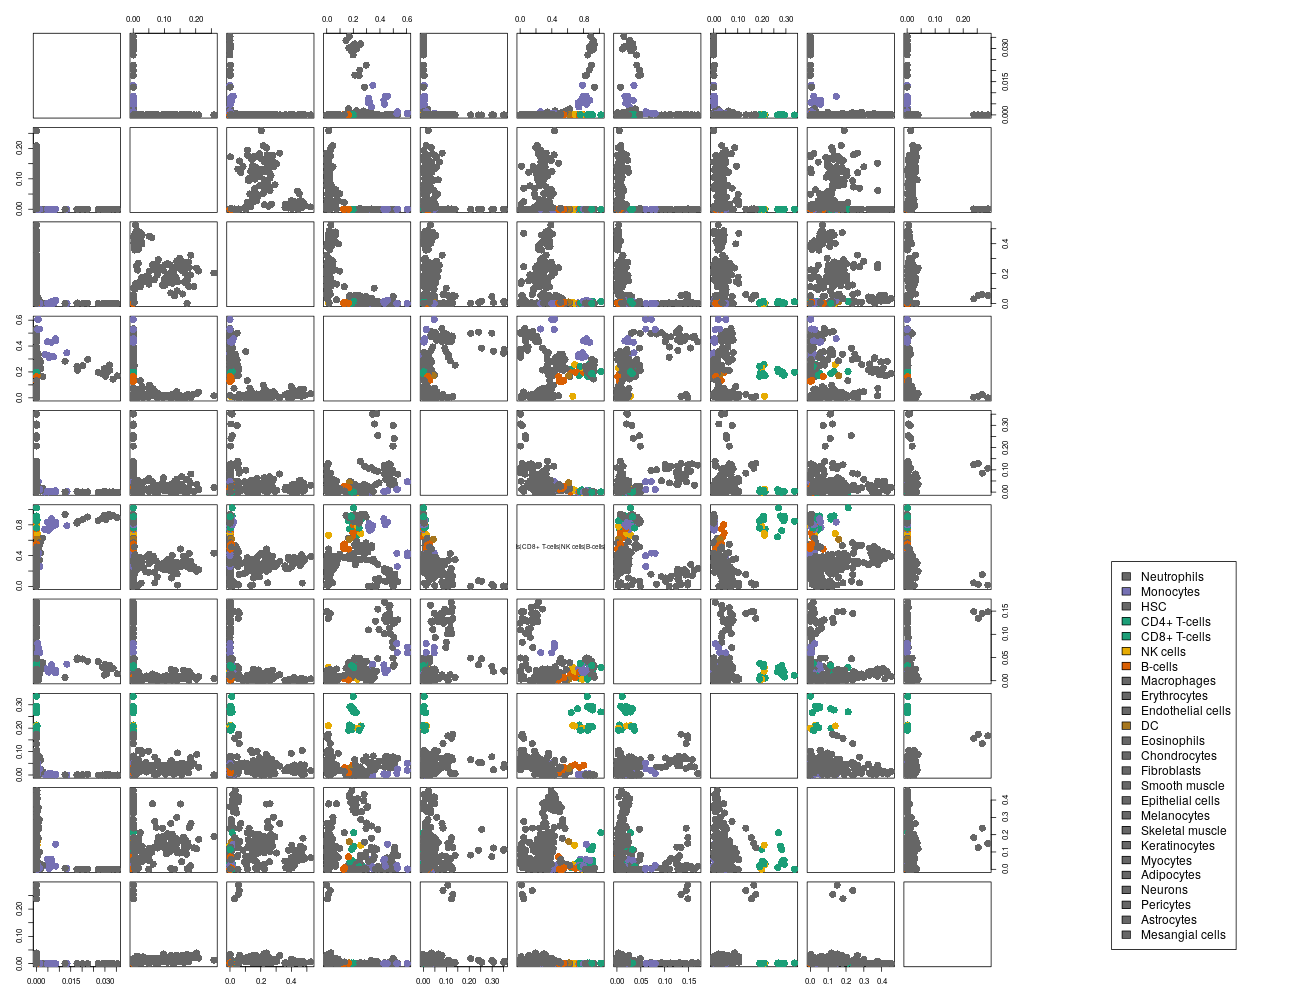 0.00 0.10 0.20
0.0 0.2 0.4 0.6
0.0 0.4 0.8
0.00 0.10 0.20 0.30
0.00 0.10 0.20
0.000 0.015 0.030
0.00 0.10 0.20
0.0 0.2 0.4
0.0 0.2 0.4 0.6
0.00 0.10 0.20 0.30
s|CD8+ T-cells|NK cells|B-cells
0.0 0.4 0.8
0.00 0.05 0.10 0.15
0.00 0.10 0.20 0.30
0.0 0.1 0.2 0.3 0.4
0.00 0.10 0.20
0.000 0.015 0.030
0.0 0.2 0.4
0.00 0.10 0.20 0.30
0.00 0.05 0.10 0.15
0.0 0.2 0.4
Neutrophils
Monocytes
HSC
CD4+ T-cells
CD8+ T-cells
NK cells
B-cells
Macrophages
Erythrocytes
Endothelial cells
DC
Eosinophils
Chondrocytes
Fibroblasts
Smooth muscle
Epithelial cells
Melanocytes
Skeletal muscle
Keratinocytes
Myocytes
Adipocytes
Neurons
Pericytes
Astrocytes
Mesangial cells